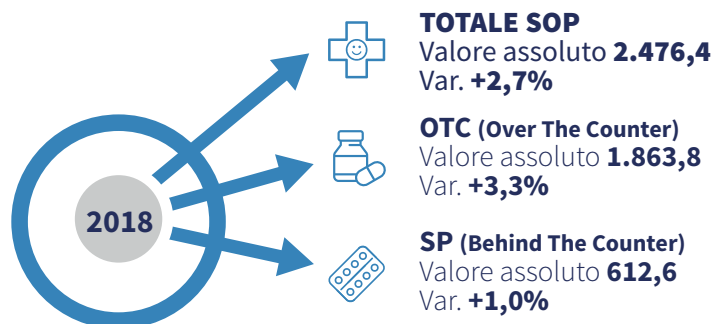 2018
TOTALE SOP
Valore assoluto 2.476,4
Var. +2,7%
OTC (Over The Counter)
Valore assoluto 1.863,8
Var. +3,3%
SP (Behind The Counter)
Valore assoluto 612,6
Var. +1,0%